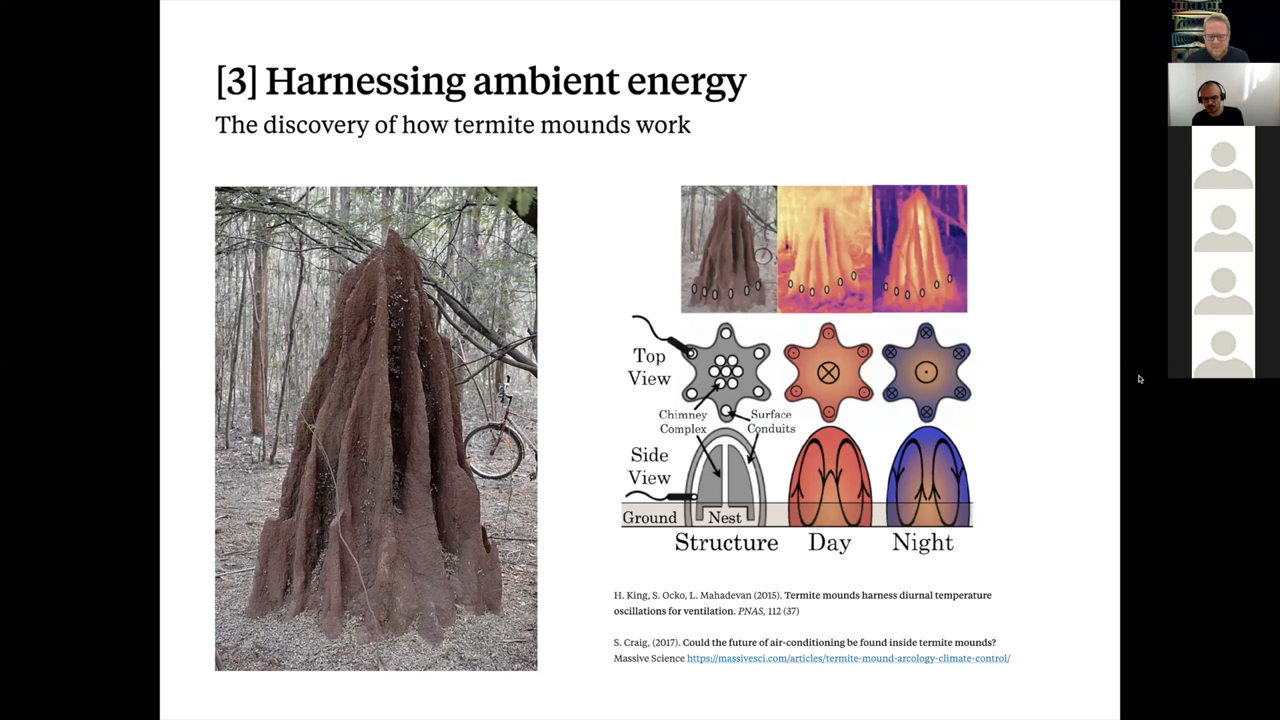 [3] Harnessing ambient energy
The discovery of how termite mounds work
Top
View
Chimney
Complex
Surface
Conduits
Side
View
Ground
Nest
Structure
Day
Night
H. King, S. Ocko, L. Mahadevan (2015). Termite mounds harness diurnal temperature
oscillations for ventilation. PNAS, 112 (37)
S. Craig, (2017). Could the future of air-conditioning be found inside termite mounds?
Massive Science https://massivesci.com/articles/termite-mound-arcology-climate-control/